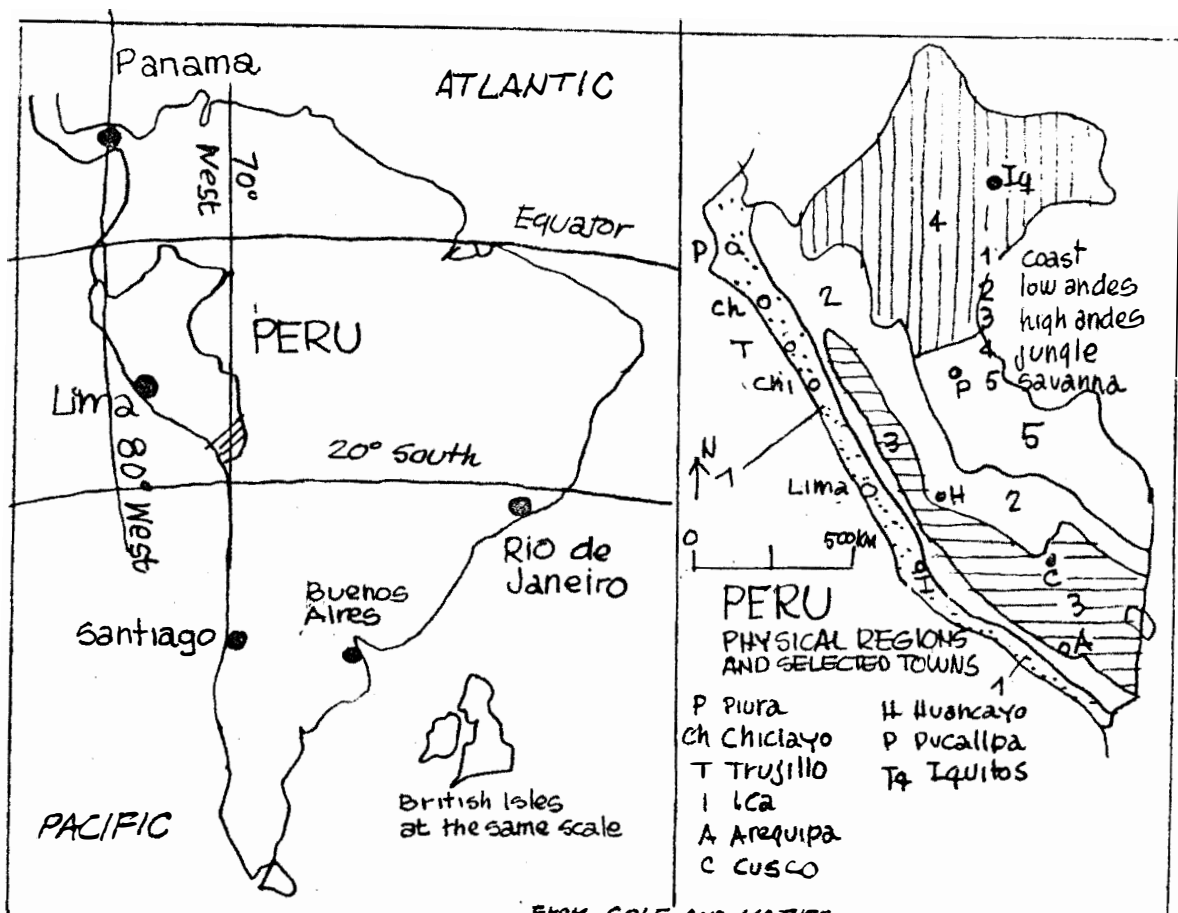 Panama
ATLANTIC
70°
West
Equator
PERU
Lima
80° West
20° South
Rio de
Janeiro
Buenos
Aires
Santiago
British Isles
at the same scale
PACIFIC
Iq
4
P
1 coast
2 low andes
3 high andes
4 jungle
5 savanna
2
Ch
T
Chi
P
5
3
N
1
Lima
H
2
0
500KM
H
C
3
PERU
PHYSICAL REGIONS
AND SELECTED TOWNS
A
1
P Piura
H Huancayo
Ch Chiclayo
P Pucallpa
T Trujillo
Iq Iquitos
I Ica
A Arequipa
C Cusco